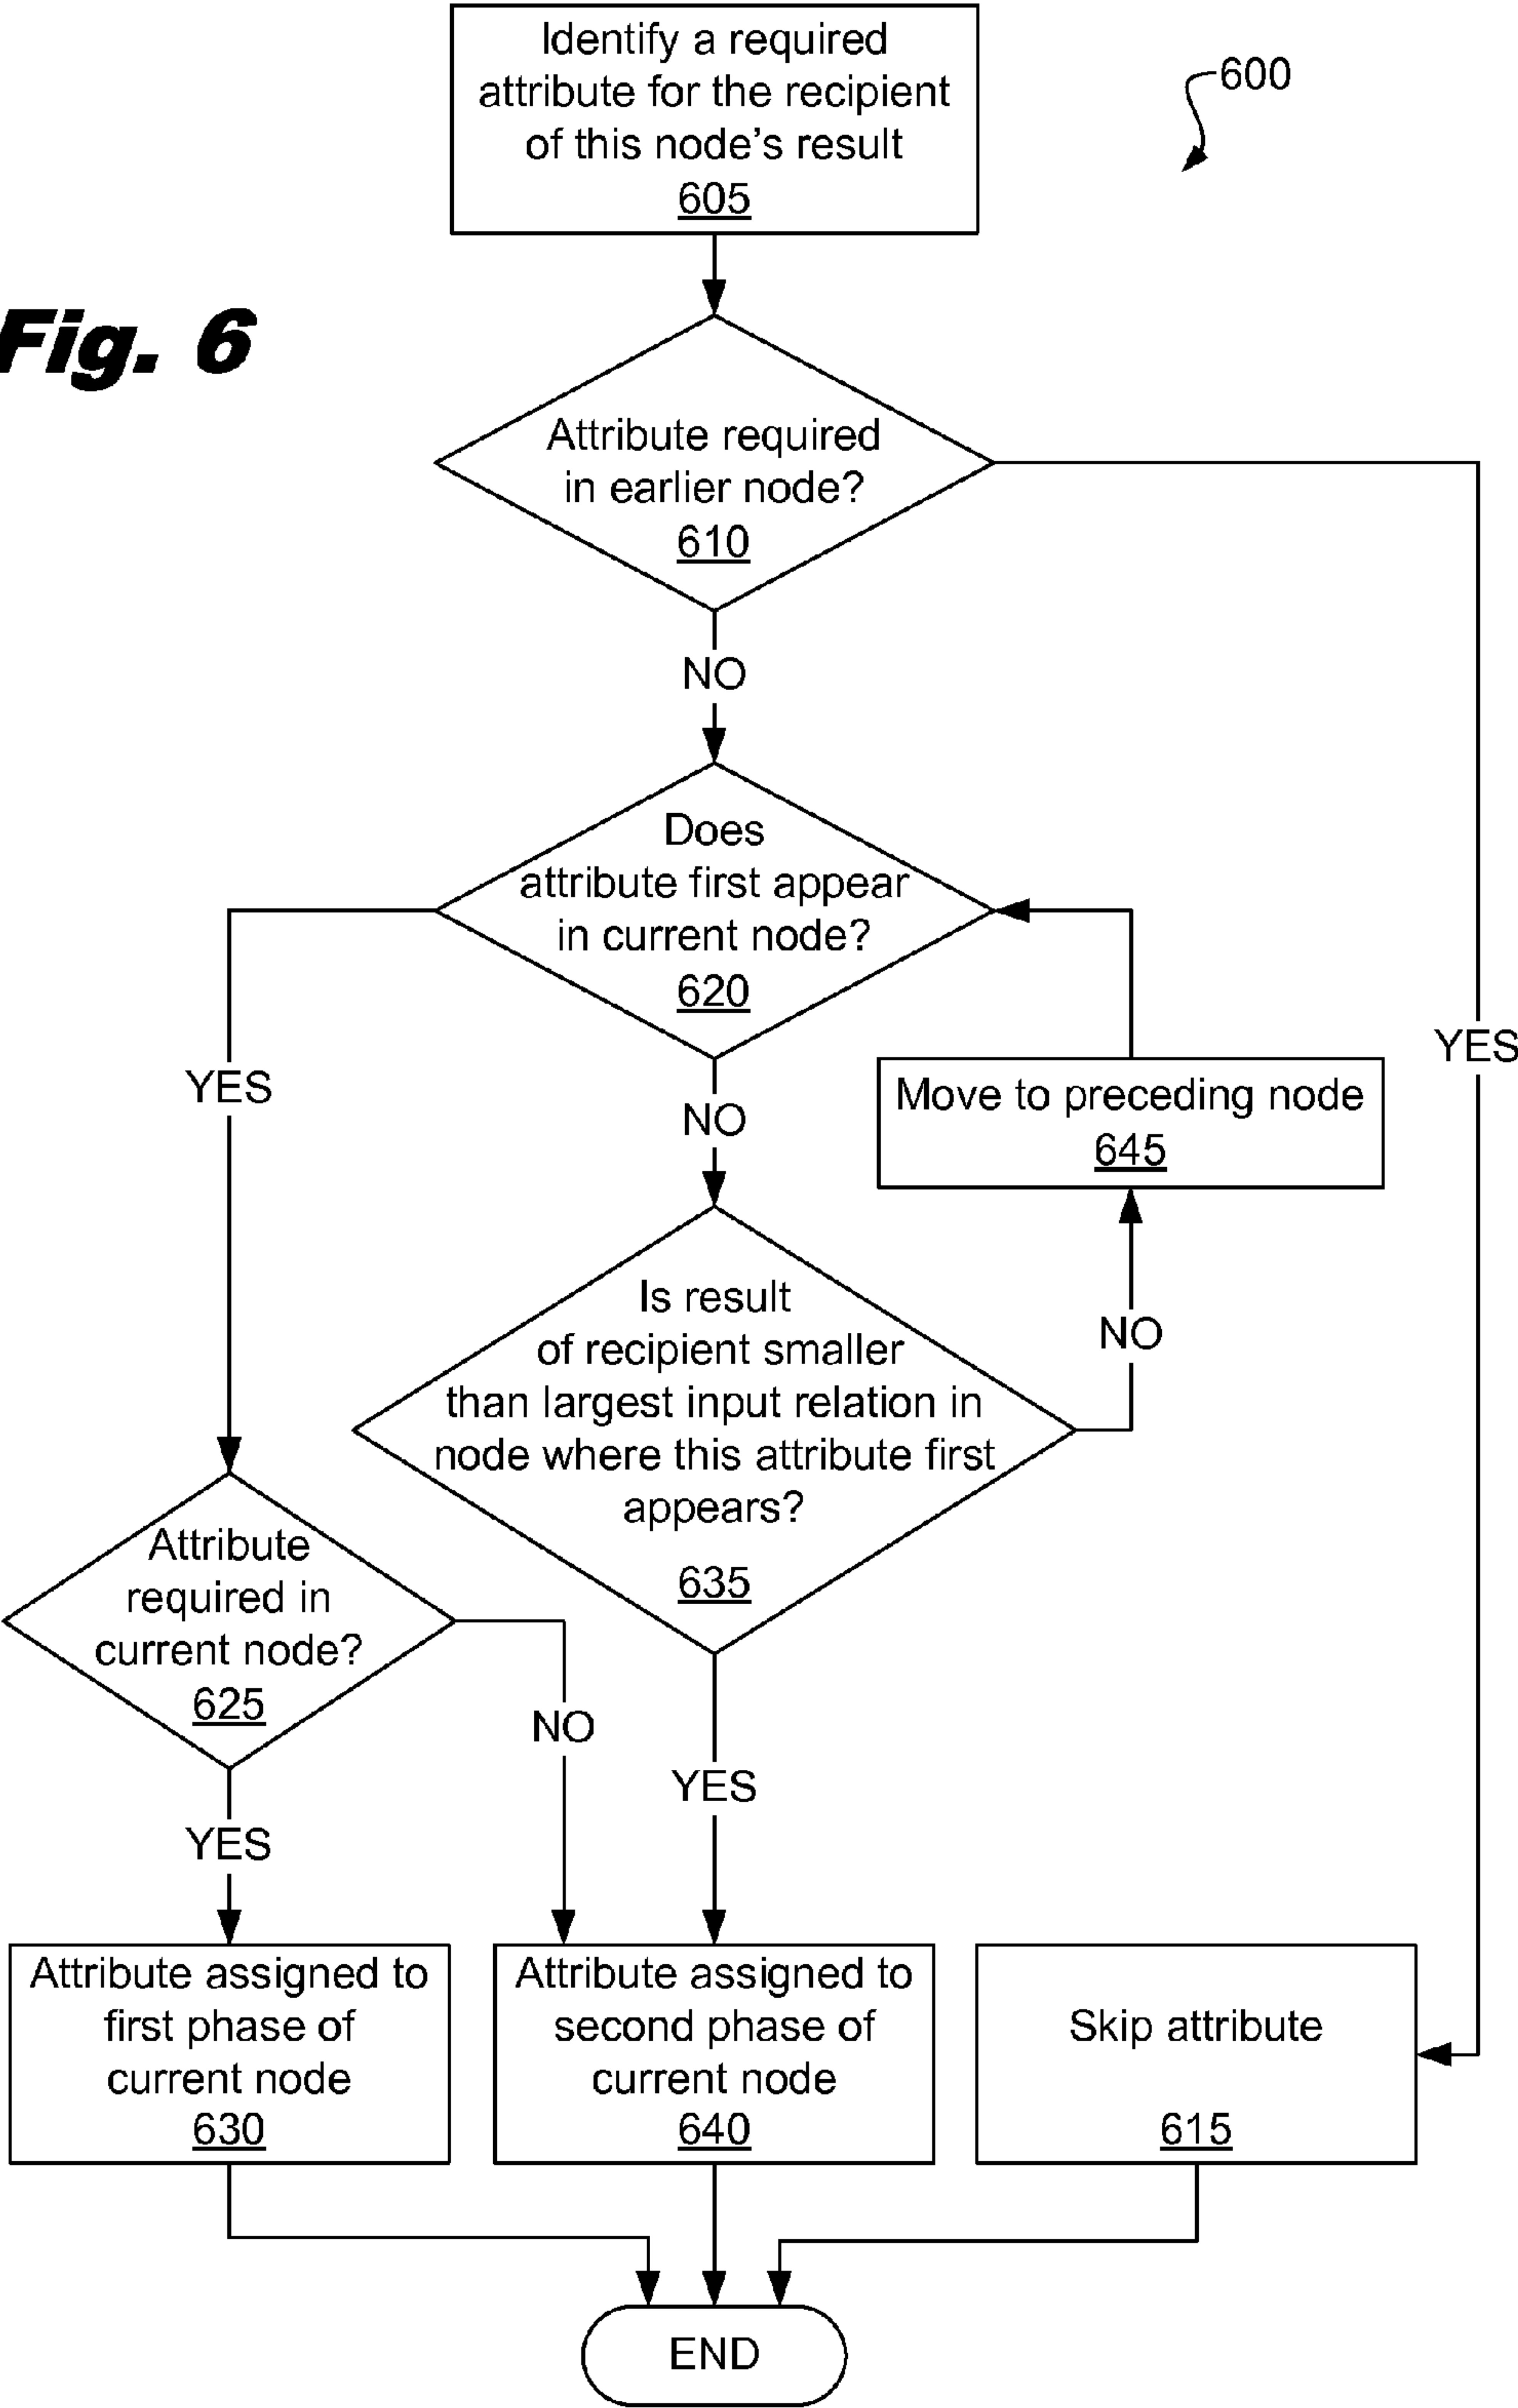 Identify a required
attribute for the recipient
of this node's result
605
600
Fig. 6
Attribute required
in earlier node?
610
NO
Does
attribute first appear
in current node?
620
YES
YES
NO
Move to preceding node
645
Is result
of recipient smaller
than largest input relation in
node where this attribute first
appears?
635
NO
Attribute
required in
current node?
625
NO
YES
YES
Attribute assigned to
first phase of
current node
630
Attribute assigned to
second phase of
current node
640
Skip attribute
615
END